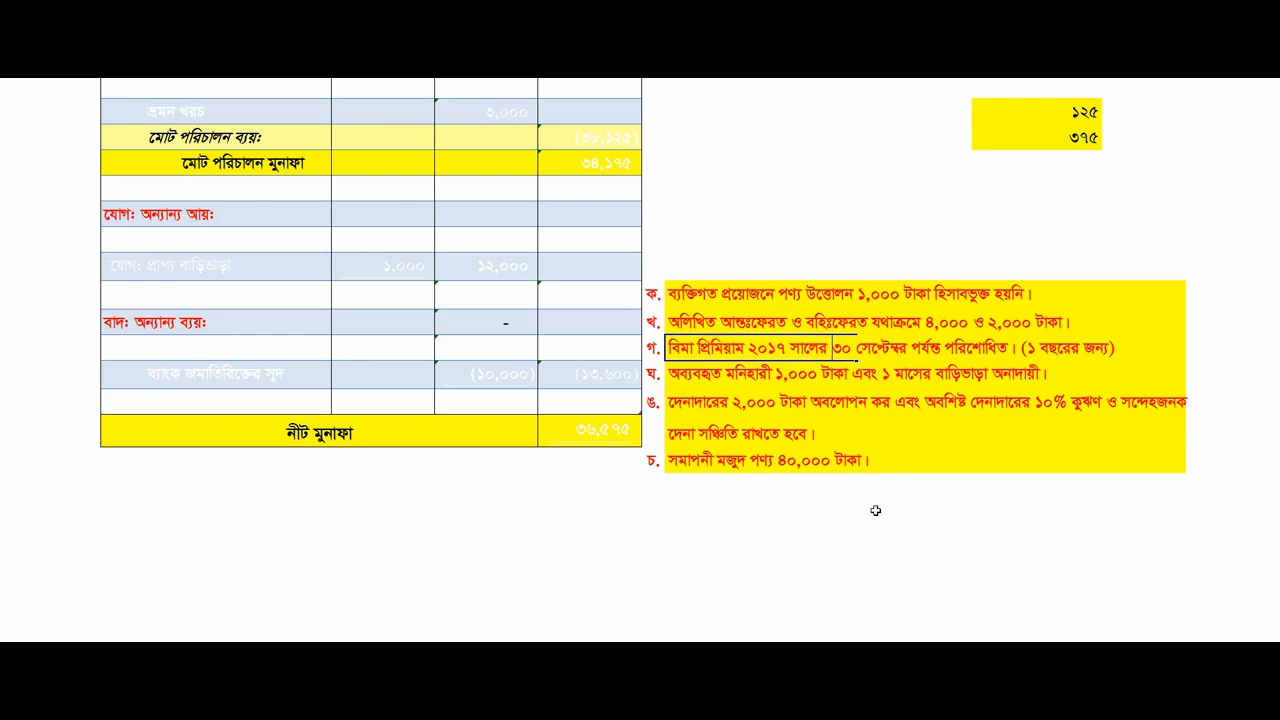 ভ্রমন খরচ ৩,০০০
১২৫
মোট পরিচালন ব্যয়: (৩৮,১২৫)
৩৭৫
মোট পরিচালন মুনাফা ৩৪,১৭৫
যোগ: অন্যান্য আয়:
যোগ: প্রাপ্য বাড়িভাড়া ১,০০০ ১২,০০০
ক. ব্যক্তিগত প্রয়োজনে পণ্য উত্তোলন ১,০০০ টাকা হিসাবভুক্ত হয়নি।
বাদ: অন্যান্য ব্যয়: -
খ. অলিখিত আন্তঃফেরত ও বহিঃফেরত যথাক্রমে ৪,০০০ ও ২,০০০ টাকা।
গ. বিমা প্রিমিয়াম ২০১৭ সালের ৩০ সেপ্টেম্বর পর্যন্ত পরিশোধিত। (১ বছরের জন্য)
ব্যাংক জমাতিরিক্তের সুদ (১০,০০০) (১৩,৬০০)
ঘ. অব্যবহৃত মনিহারী ১,০০০ টাকা এবং ১ মাসের বাড়িভাড়া অনাদায়ী।
ঙ. দেনাদারের ২,০০০ টাকা অবলোপন কর এবং অবশিষ্ট দেনাদারের ১০% কুঋণ ও সন্দেহজনক
দেনা সঞ্চিতি রাখতে হবে।
নীট মুনাফা ৩৬,৫৭৫
চ. সমাপনী মজুদ পণ্য ৪০,০০০ টাকা।